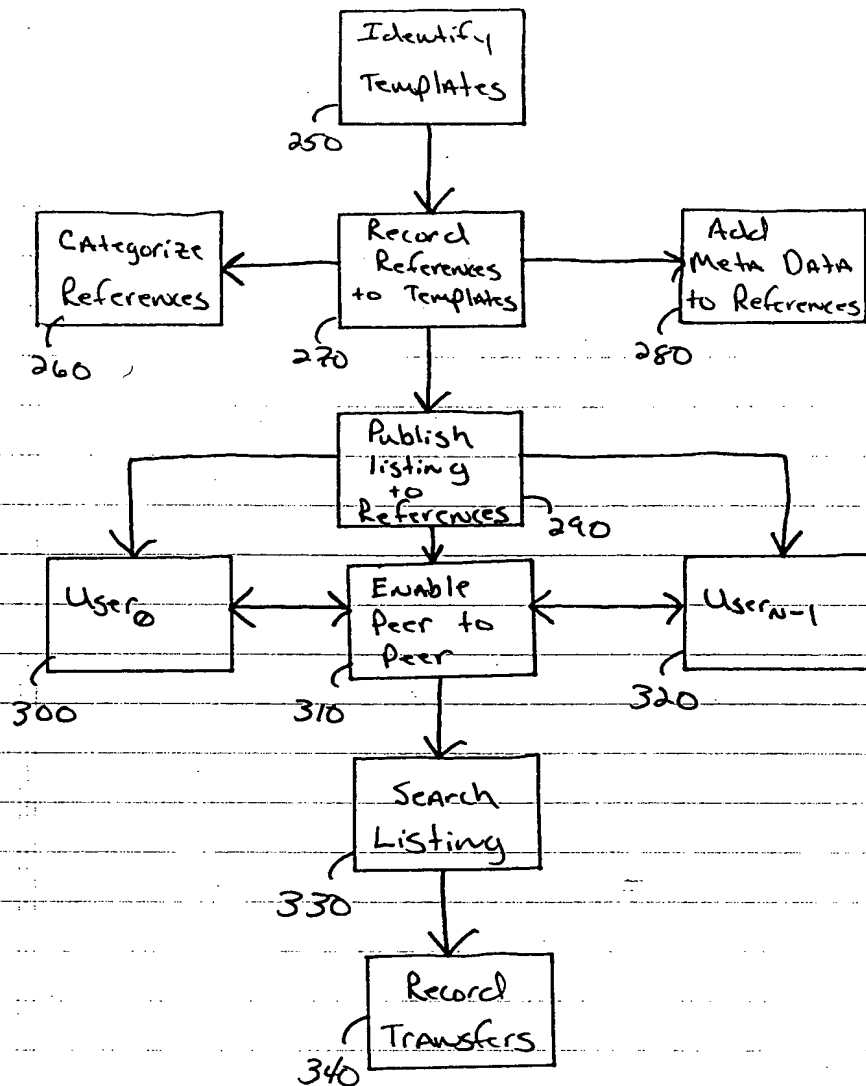 Identify
Templates
250
Categorize
References
260
Record
References
to Templates
270
Add
Meta Data
to References
280
Publish
listing
to
References
290
User0
300
Enable
Peer to
Peer
310
UserN-1
320
Search
Listing
330
Record
Transfers
340